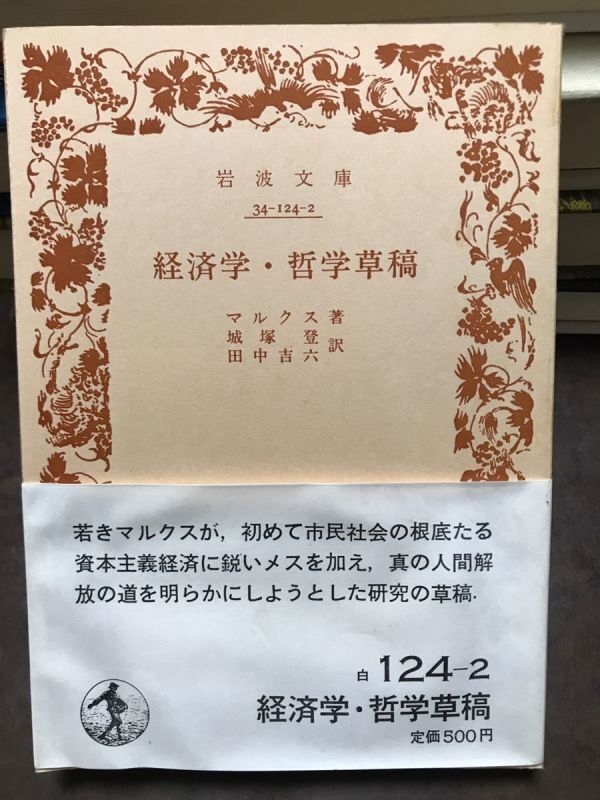 岩波文庫
34-124-2
経済学・哲学草稿
マルクス著
城塚登
田中吉六訳
若きマルクスが，初めて市民社会の根底たる
資本主義経済に鋭いメスを加え，真の人間解
放の道を明らかにしようとした研究の草稿．
白 124-2
経済学・哲学草稿
定価500円